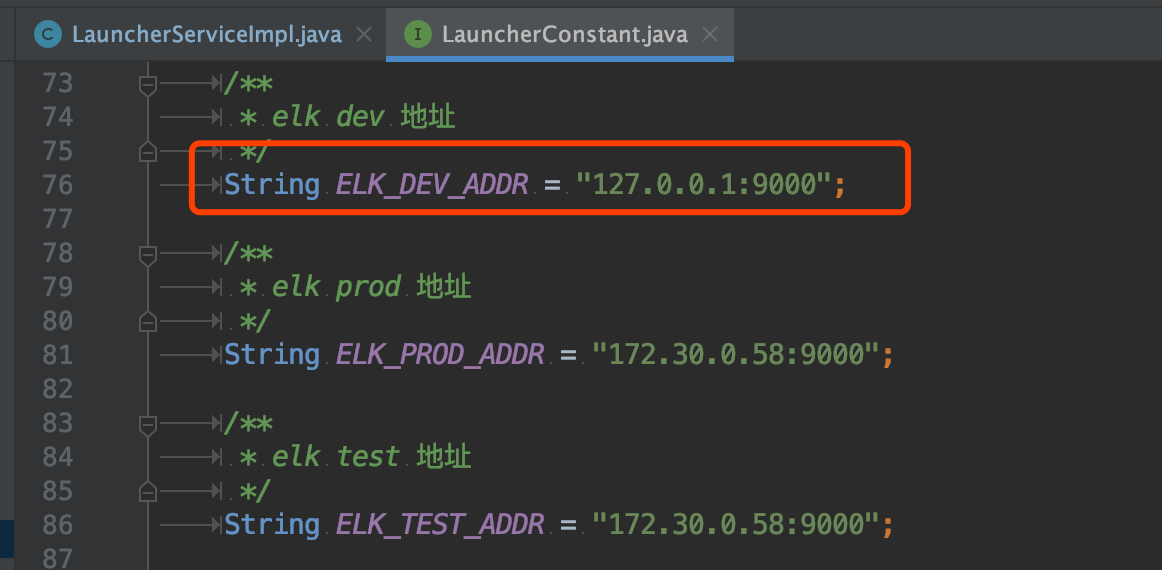 C LauncherServiceImpl.java × I LauncherConstant.java ×
73 /**
74 * elk dev 地址
75 */
76 String ELK_DEV_ADDR = "127.0.0.1:9000";
77
78 /**
79 * elk prod 地址
80 */
81 String ELK_PROD_ADDR = "172.30.0.58:9000";
82
83 /**
84 * elk test 地址
85 */
86 String ELK_TEST_ADDR = "172.30.0.58:9000";
87